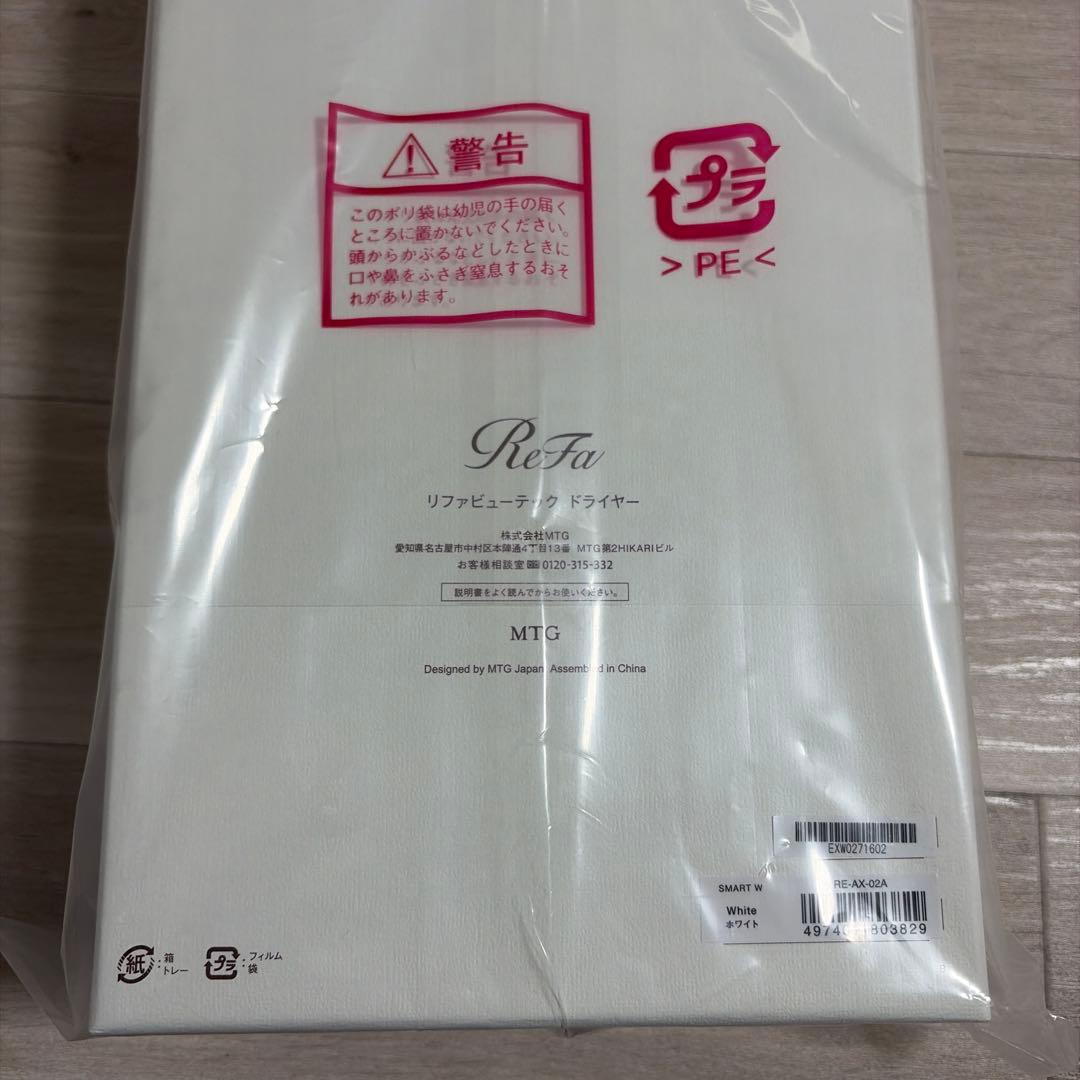 警告
このポリ袋は幼児の手の届く
ところに置かないでください。
頭からかぶるなどしたときに
口や鼻をふさぎ窒息するおそ
れがあります。
プラ
> PE <
ReFa
リファビューテック ドライヤー
株式会社MTG
愛知県名古屋市中村区本陣通4丁目13番 MTG第2HIKARIビル
お客様相談室 0120-315-332
説明書をよく読んでからお使いください。
MTG
Designed by MTG Japan, Assembled in China
EXW0271602
SMART W RE-AX-02A
White
ホワイト
803829
紙 :箱
トレー
プラ :フィルム
袋